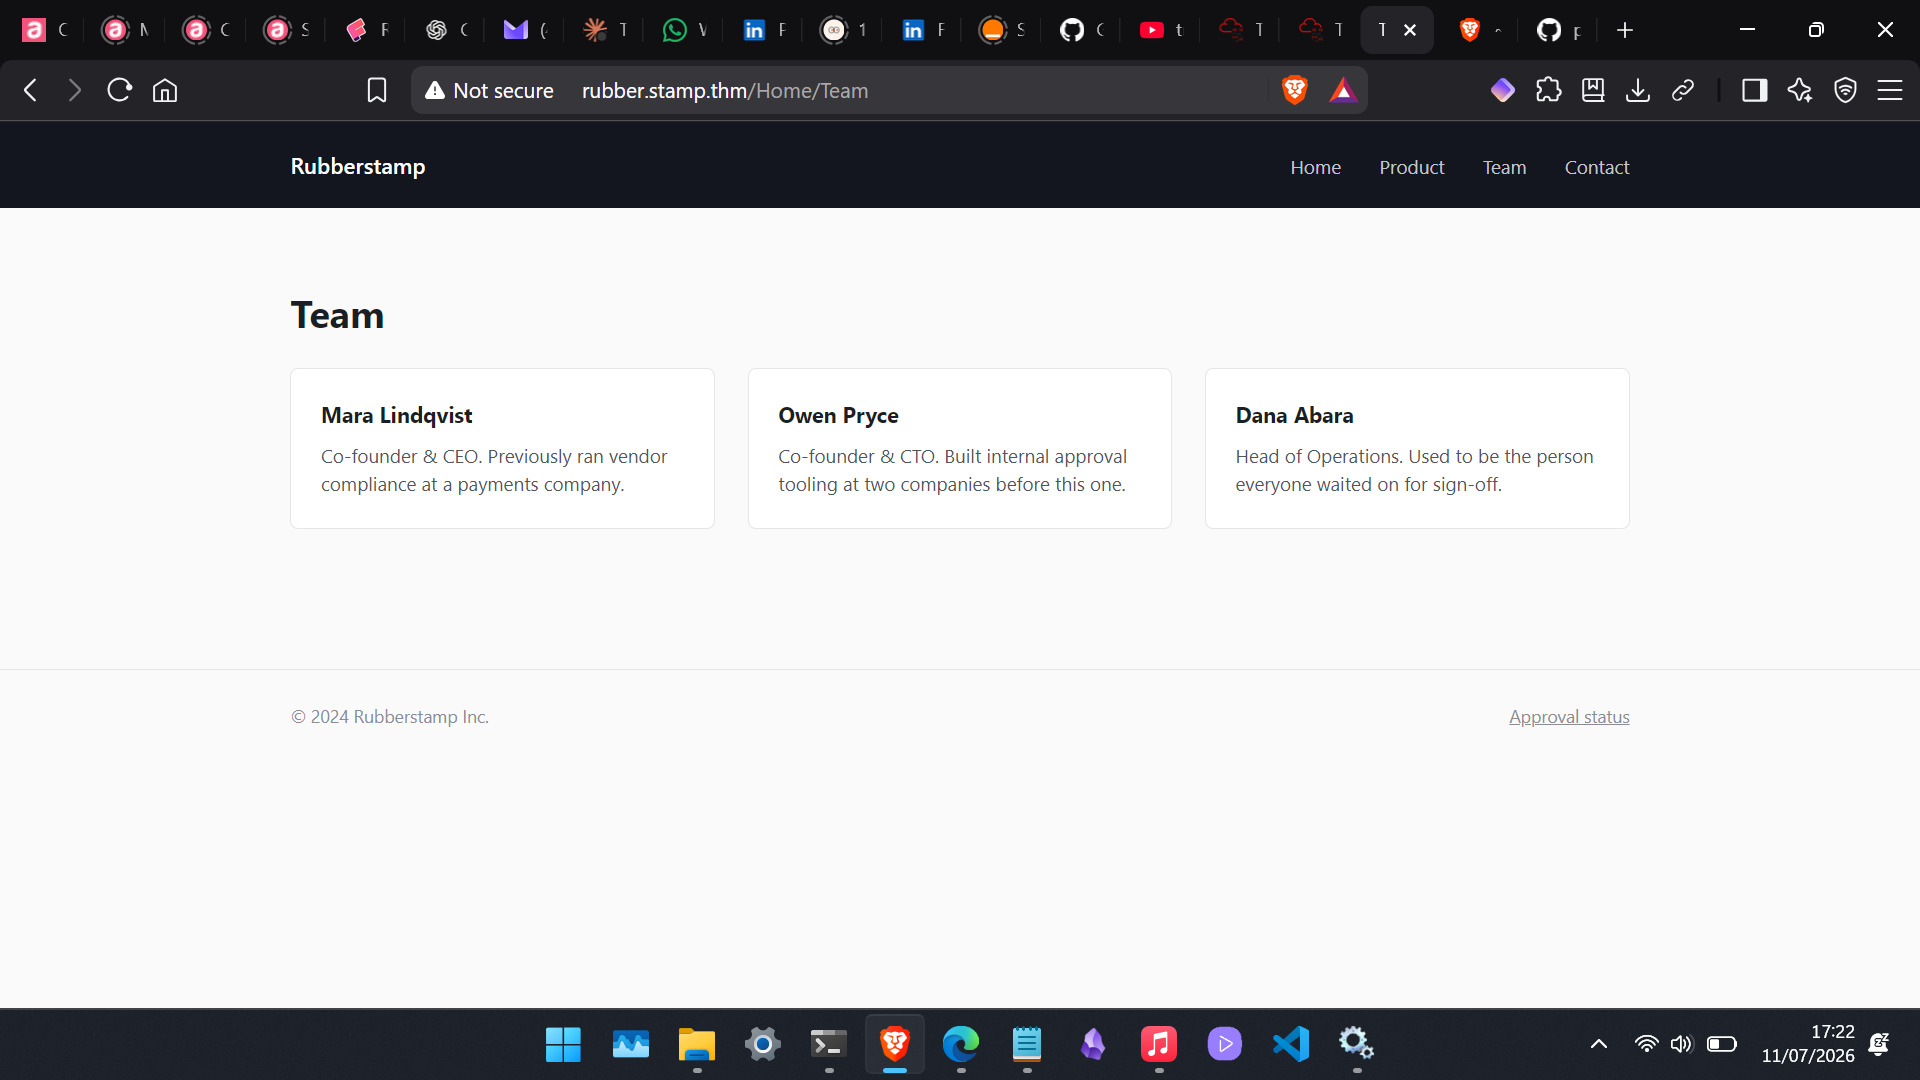 Not secure rubber.stamp.thm/Home/Team
Rubberstamp
Home Product Team Contact
Team
Mara Lindqvist
Co-founder & CEO. Previously ran vendor
compliance at a payments company.
Owen Pryce
Co-founder & CTO. Built internal approval
tooling at two companies before this one.
Dana Abara
Head of Operations. Used to be the person
everyone waited on for sign-off.
© 2024 Rubberstamp Inc.
Approval status
17:22
11/07/2026